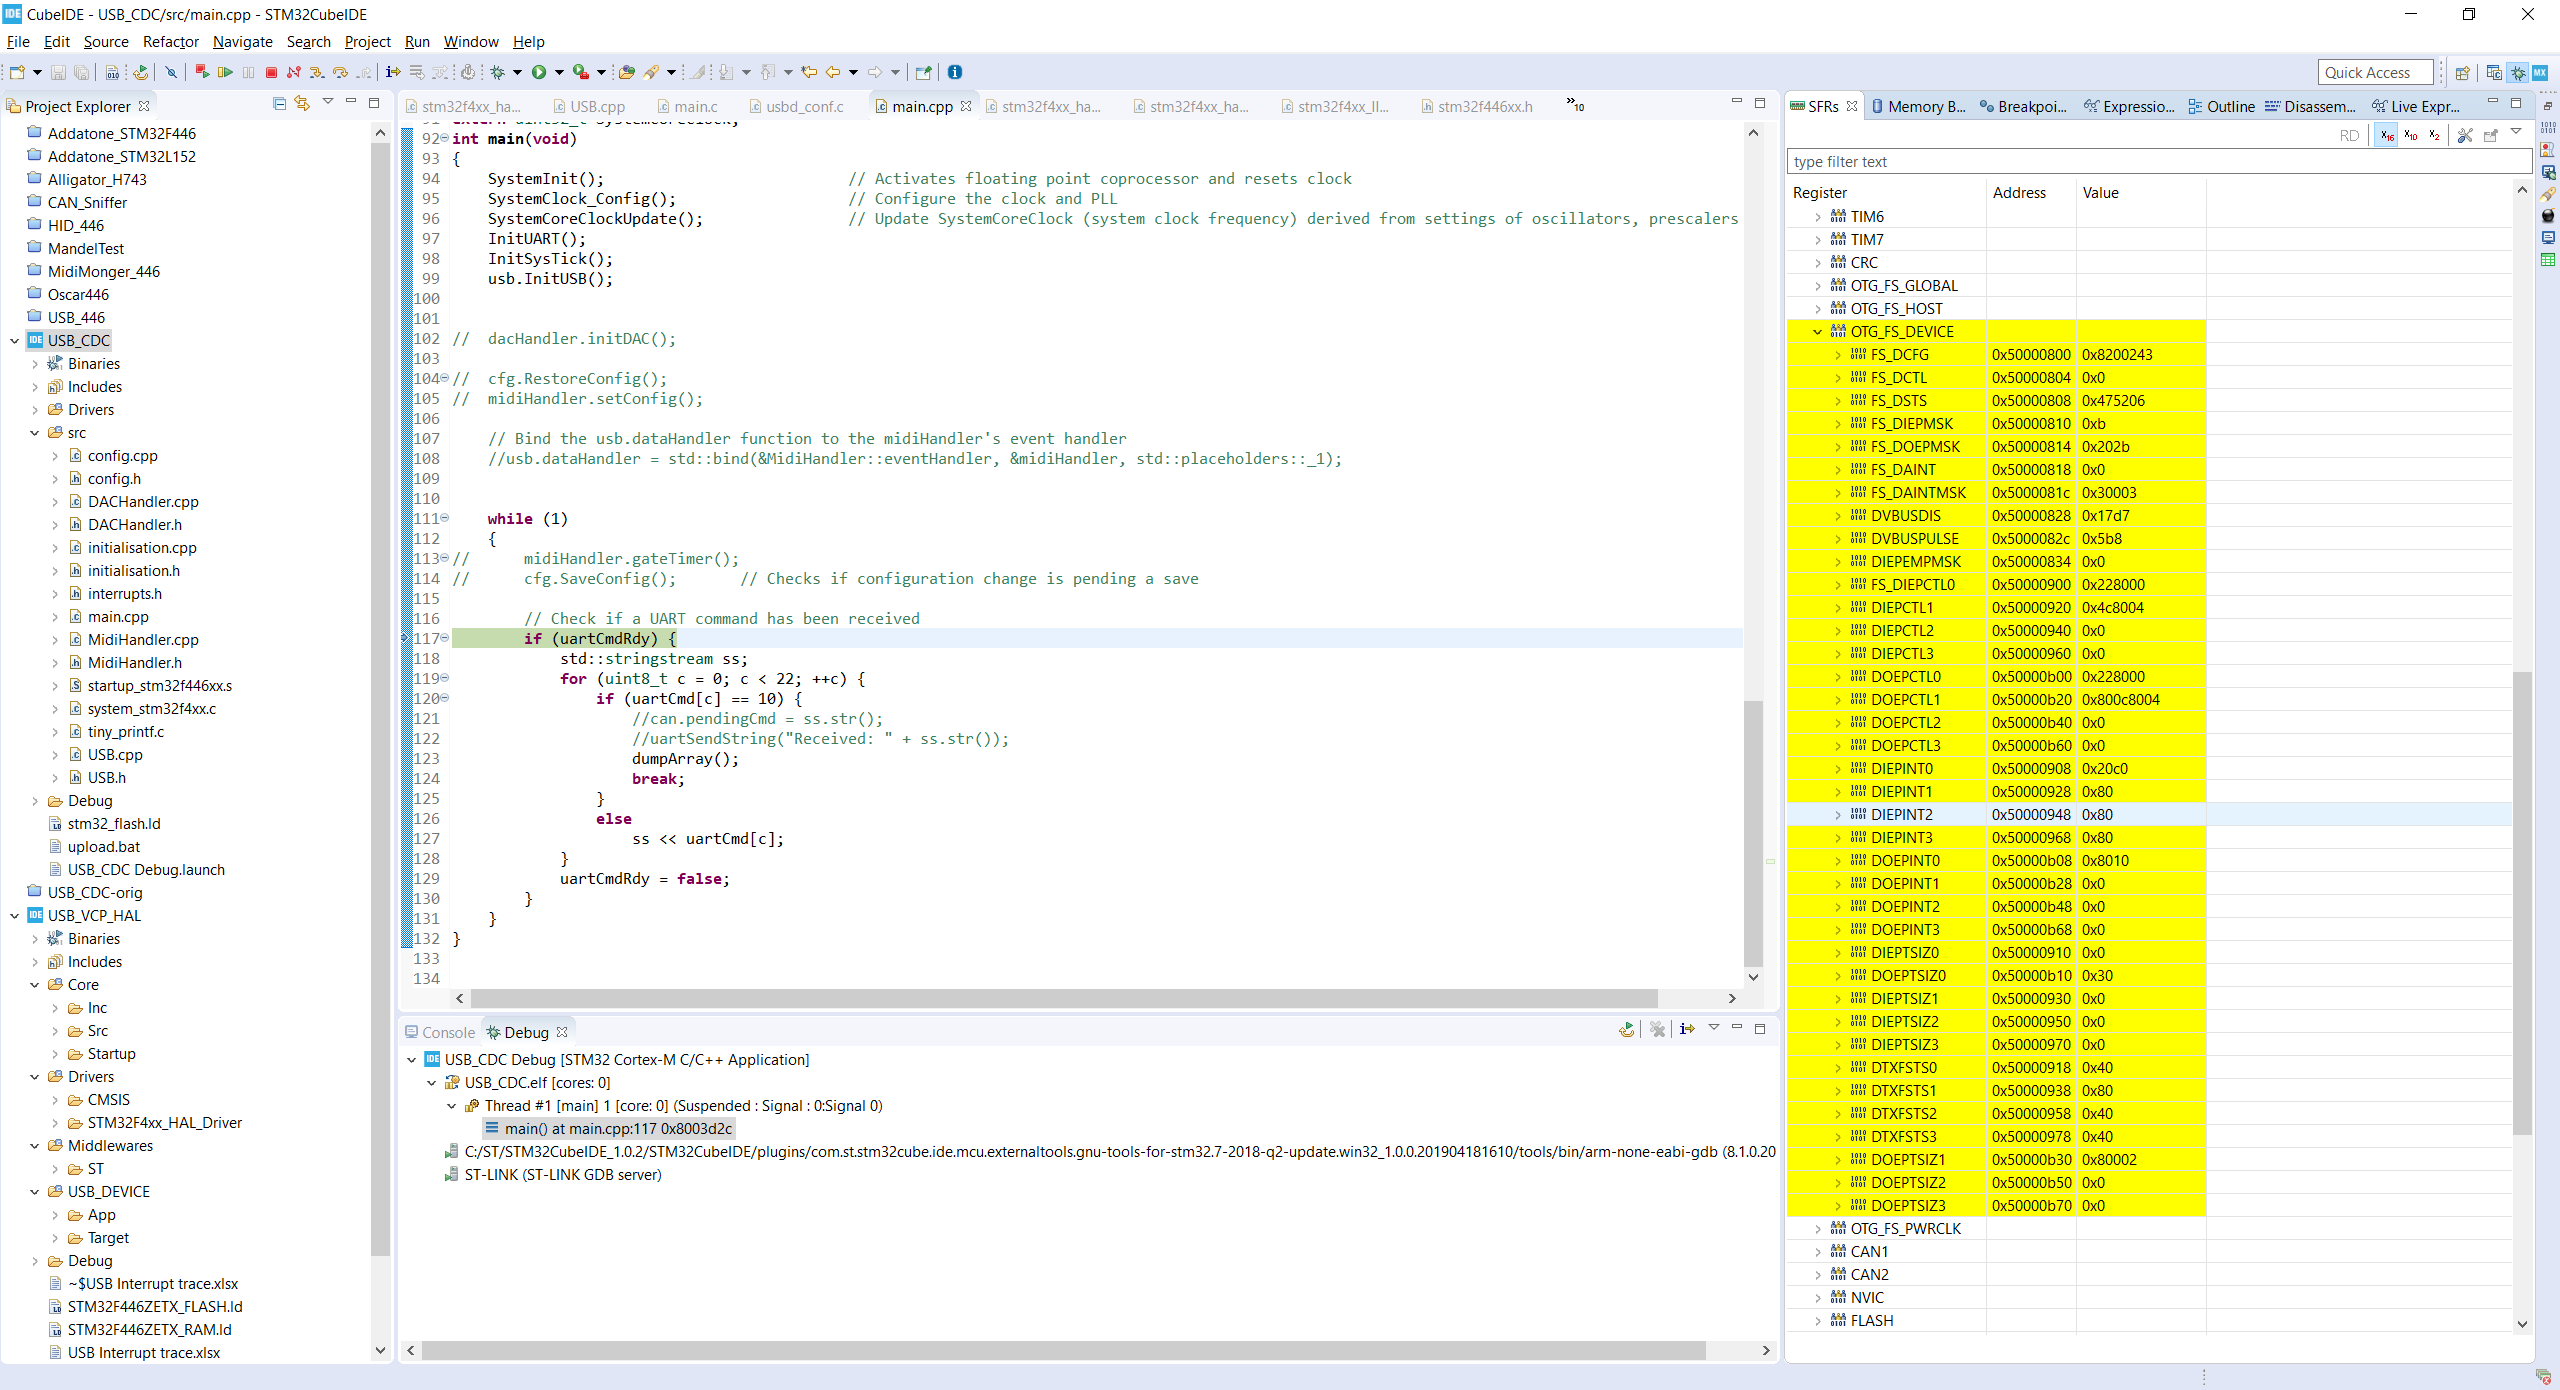 CubeIDE - USB_CDC/src/main.cpp - STM32CubeIDE
File Edit Source Refactor Navigate Search Project Run Window Help
Quick Access
Project Explorer
Addatone_STM32F446
Addatone_STM32L152
Alligator_H743
CAN_Sniffer
HID_446
MandelTest
MidiMonger_446
Oscar446
USB_446
USB_CDC
Binaries
Includes
Drivers
src
config.cpp
config.h
DACHandler.cpp
DACHandler.h
initialisation.cpp
initialisation.h
interrupts.h
main.cpp
MidiHandler.cpp
MidiHandler.h
startup_stm32f446xx.s
system_stm32f4xx.c
tiny_printf.c
USB.cpp
USB.h
Debug
stm32_flash.ld
upload.bat
USB_CDC Debug.launch
USB_CDC-orig
USB_VCP_HAL
Binaries
Includes
Core
Inc
Src
Startup
Drivers
CMSIS
STM32F4xx_HAL_Driver
Middlewares
ST
USB_DEVICE
App
Target
Debug
~$USB Interrupt trace.xlsx
STM32F446ZETX_FLASH.ld
STM32F446ZETX_RAM.ld
USB Interrupt trace.xlsx
stm32f4xx_ha... USB.cpp main.c usbd_conf.c main.cpp stm32f4xx_ha... stm32f4xx_ha... stm32f4xx_ll... stm32f446xx.h »10
92 int main(void)
93 {
94 SystemInit(); // Activates floating point coprocessor and resets clock
95 SystemClock_Config(); // Configure the clock and PLL
96 SystemCoreClockUpdate(); // Update SystemCoreClock (system clock frequency) derived from settings of oscillators, prescalers
97 InitUART();
98 InitSysTick();
99 usb.InitUSB();
100
101
102 // dacHandler.initDAC();
103
104 // cfg.RestoreConfig();
105 // midiHandler.setConfig();
106
107 // Bind the usb.dataHandler function to the midiHandler's event handler
108 //usb.dataHandler = std::bind(&MidiHandler::eventHandler, &midiHandler, std::placeholders::_1);
109
110
111 while (1)
112 {
113 // midiHandler.gateTimer();
114 // cfg.SaveConfig(); // Checks if configuration change is pending a save
115
116 // Check if a UART command has been received
117 if (uartCmdRdy) {
118 std::stringstream ss;
119 for (uint8_t c = 0; c < 22; ++c) {
120 if (uartCmd[c] == 10) {
121 //can.pendingCmd = ss.str();
122 //uartSendString("Received: " + ss.str());
123 dumpArray();
124 break;
125 }
126 else
127 ss << uartCmd[c];
128 }
129 uartCmdRdy = false;
130 }
131 }
132 }
133
134
Console Debug
USB_CDC Debug [STM32 Cortex-M C/C++ Application]
USB_CDC.elf [cores: 0]
Thread #1 [main] 1 [core: 0] (Suspended : Signal : 0:Signal 0)
main() at main.cpp:117 0x8003d2c
C:/ST/STM32CubeIDE_1.0.2/STM32CubeIDE/plugins/com.st.stm32cube.ide.mcu.externaltools.gnu-tools-for-stm32.7-2018-q2-update.win32_1.0.0.201904181610/tools/bin/arm-none-eabi-gdb (8.1.0.20
ST-LINK (ST-LINK GDB server)
SFRs Memory B... Breakpoi... Expressio... Outline Disassem... Live Expr...
RD X16 X10 X2
type filter text
Register Address Value
TIM6
TIM7
CRC
OTG_FS_GLOBAL
OTG_FS_HOST
OTG_FS_DEVICE
FS_DCFG 0x50000800 0x8200243
FS_DCTL 0x50000804 0x0
FS_DSTS 0x50000808 0x475206
FS_DIEPMSK 0x50000810 0xb
FS_DOEPMSK 0x50000814 0x202b
FS_DAINT 0x50000818 0x0
FS_DAINTMSK 0x5000081c 0x30003
DVBUSDIS 0x50000828 0x17d7
DVBUSPULSE 0x5000082c 0x5b8
DIEPEMPMSK 0x50000834 0x0
FS_DIEPCTL0 0x50000900 0x228000
DIEPCTL1 0x50000920 0x4c8004
DIEPCTL2 0x50000940 0x0
DIEPCTL3 0x50000960 0x0
DOEPCTL0 0x50000b00 0x228000
DOEPCTL1 0x50000b20 0x800c8004
DOEPCTL2 0x50000b40 0x0
DOEPCTL3 0x50000b60 0x0
DIEPINT0 0x50000908 0x20c0
DIEPINT1 0x50000928 0x80
DIEPINT2 0x50000948 0x80
DIEPINT3 0x50000968 0x80
DOEPINT0 0x50000b08 0x8010
DOEPINT1 0x50000b28 0x0
DOEPINT2 0x50000b48 0x0
DOEPINT3 0x50000b68 0x0
DIEPTSIZ0 0x50000910 0x0
DOEPTSIZ0 0x50000b10 0x30
DIEPTSIZ1 0x50000930 0x0
DIEPTSIZ2 0x50000950 0x0
DIEPTSIZ3 0x50000970 0x0
DTXFSTS0 0x50000918 0x40
DTXFSTS1 0x50000938 0x80
DTXFSTS2 0x50000958 0x40
DTXFSTS3 0x50000978 0x40
DOEPTSIZ1 0x50000b30 0x80002
DOEPTSIZ2 0x50000b50 0x0
DOEPTSIZ3 0x50000b70 0x0
OTG_FS_PWRCLK
CAN1
CAN2
NVIC
FLASH